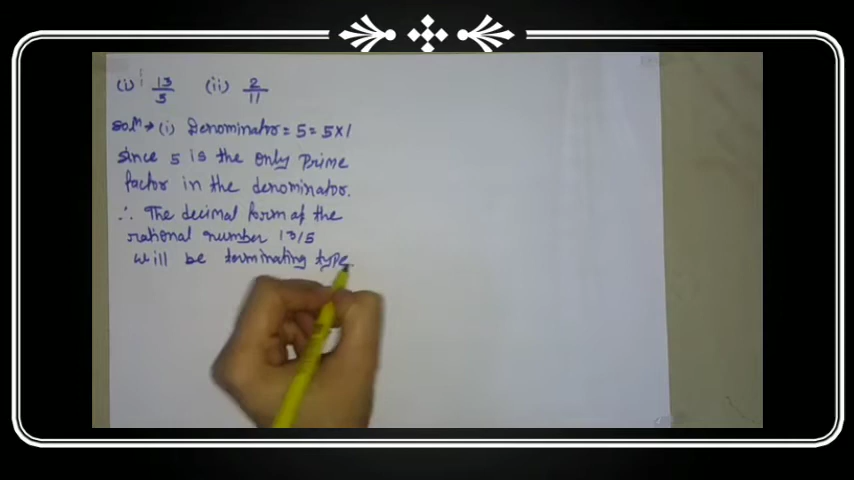 (i) 13/5 (ii) 2/11
Solⁿ → (i) Denominator = 5 = 5×1
since 5 is the only Prime
factor in the denominator.
∴ The decimal form of the
rational number 13/5
will be terminating type.